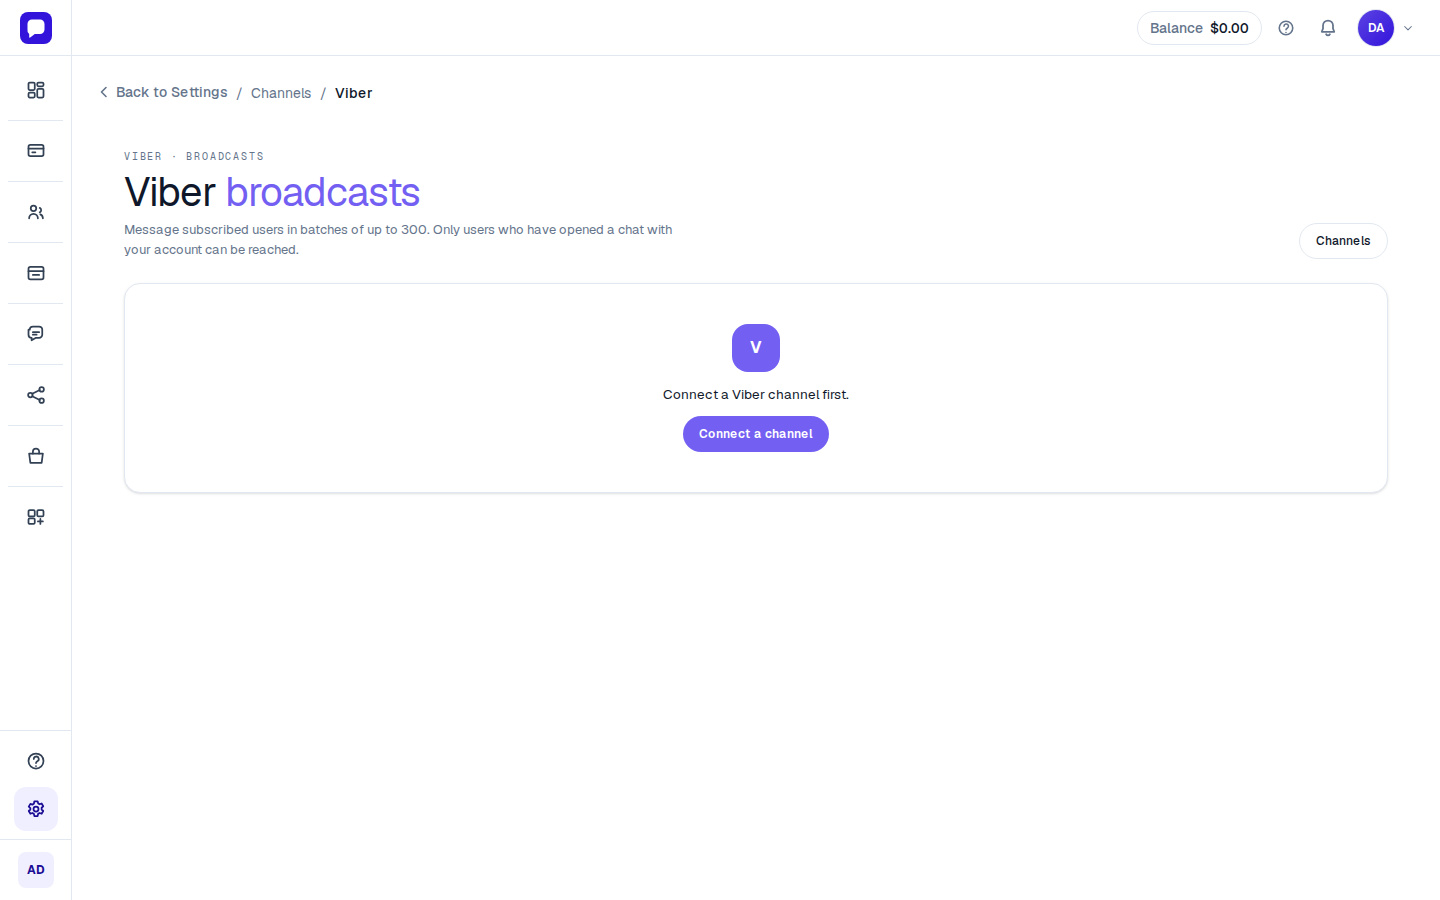 Balance $0.00
DA
Back to Settings / Channels / Viber
VIBER · BROADCASTS
Viber broadcasts
Message subscribed users in batches of up to 300. Only users who have opened a chat with
your account can be reached.
Channels
V
Connect a Viber channel first.
Connect a channel
AD